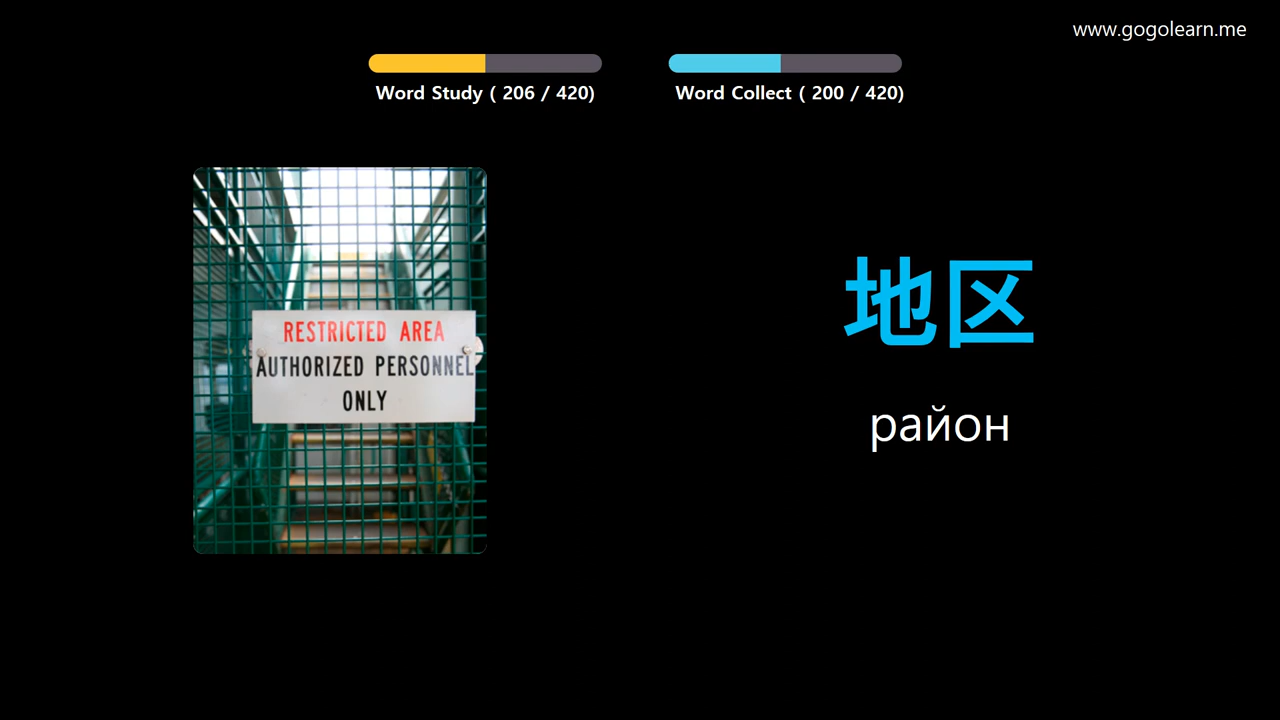 www.gogolearn.me
Word Study ( 206 / 420)
Word Collect ( 200 / 420)
RESTRICTED AREA
AUTHORIZED PERSONNEL
ONLY
地区
район